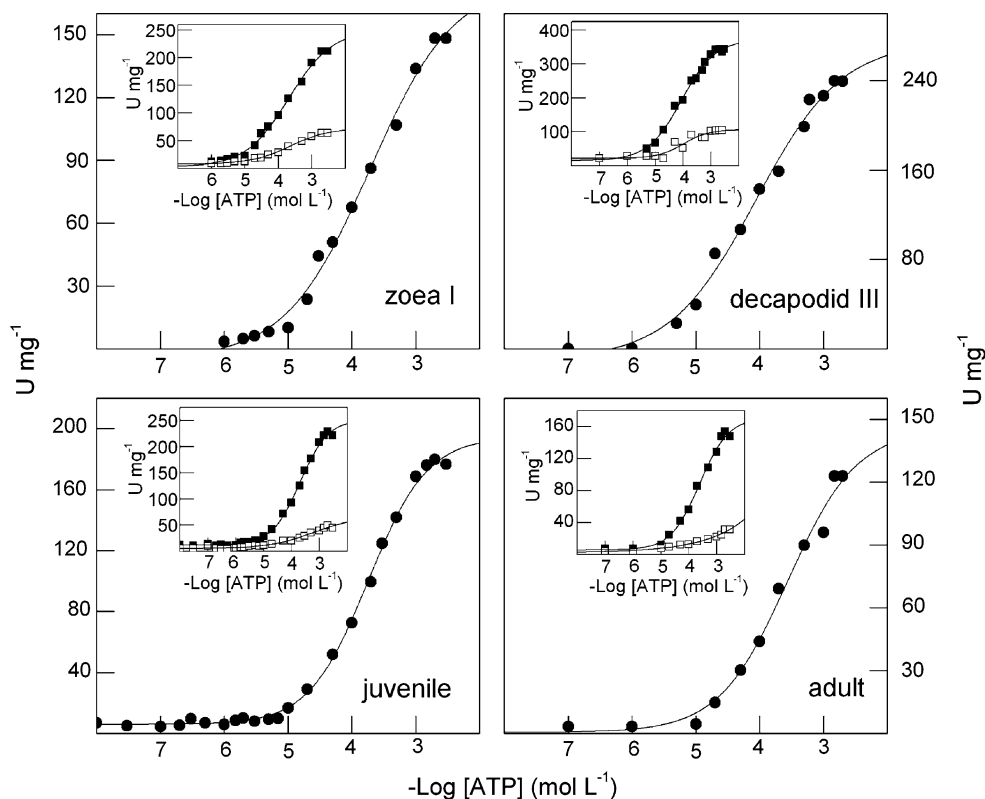 150
120
90
60
30
7 6 5 4 3
zoea I
250
200
150
100
50
U mg-1
6 5 4 3
-Log [ATP] (mol L-1)
240
160
80
7 6 5 4 3
decapodid III
400
300
200
100
U mg-1
7 6 5 4 3
-Log [ATP] (mol L-1)
U mg-1
U mg-1
200
160
120
80
40
7 6 5 4 3
juvenile
250
200
150
100
50
U mg-1
7 6 5 4 3
-Log [ATP] (mol L-1)
150
120
90
60
30
7 6 5 4 3
adult
160
120
80
40
U mg-1
7 6 5 4 3
-Log [ATP] (mol L-1)
-Log [ATP] (mol L-1)